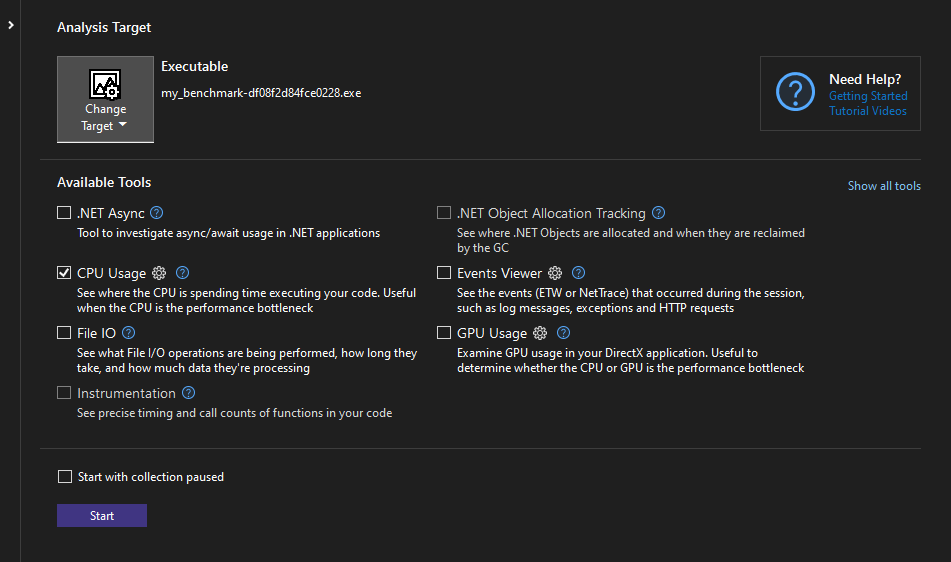 Analysis Target
Change
Target
Executable
my_benchmark-df08f2d84fce0228.exe
Need Help?
Getting Started
Tutorial Videos
Available Tools
Show all tools
.NET Async
Tool to investigate async/await usage in .NET applications
.NET Object Allocation Tracking
See where .NET Objects are allocated and when they are reclaimed
by the GC
CPU Usage
See where the CPU is spending time executing your code. Useful
when the CPU is the performance bottleneck
Events Viewer
See the events (ETW or NetTrace) that occurred during the session,
such as log messages, exceptions and HTTP requests
File IO
See what File I/O operations are being performed, how long they
take, and how much data they're processing
GPU Usage
Examine GPU usage in your DirectX application. Useful to
determine whether the CPU or GPU is the performance bottleneck
Instrumentation
See precise timing and call counts of functions in your code
Start with collection paused
Start